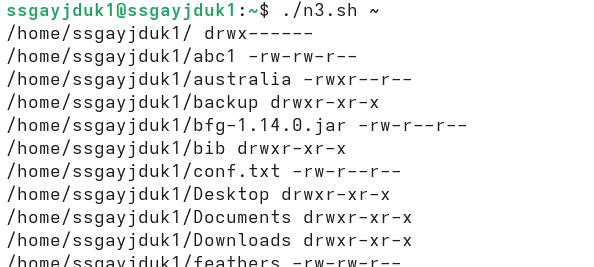 ssgayjduk1@ssgayjduk1:~$ ./n3.sh ~
/home/ssgayjduk1/ drwx------
/home/ssgayjduk1/abc1 -rw-rw-r--
/home/ssgayjduk1/australia -rwxr--r--
/home/ssgayjduk1/backup drwxr-xr-x
/home/ssgayjduk1/bfg-1.14.0.jar -rw-r--r--
/home/ssgayjduk1/bib drwxr-xr-x
/home/ssgayjduk1/conf.txt -rw-r--r--
/home/ssgayjduk1/Desktop drwxr-xr-x
/home/ssgayjduk1/Documents drwxr-xr-x
/home/ssgayjduk1/Downloads drwxr-xr-x
/home/ssgayjduk1/feathers -rw-rw-r--